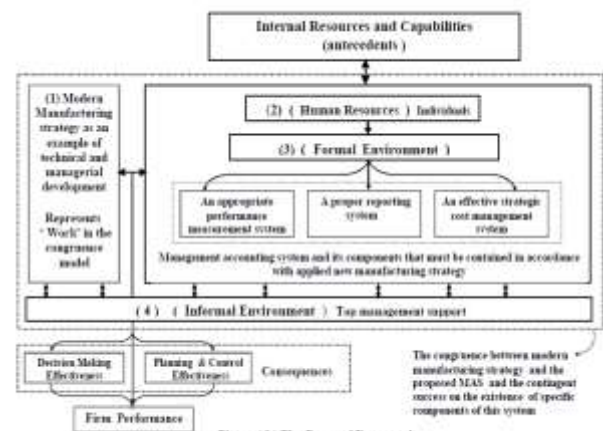 Internal Resources and Capabilities
(antecedents )
(1) Modern
Manufacturing
strategy as an
example of
technical and
managerial
development
Represents
" Work" in the
congruence
model
(2) ( Human Resources ) Individuals
(3) ( Formal Environment )
An appropriate
performance
measurement system
A proper reporting
system
An effective strategic
cost management
system
Management accounting system and its components that must be contained in accordance
with applied new manufacturing strategy
( 4 ) ( Informal Environment ) Top management support
Decision Making
Effectiveness
Planning & Control
Effectiveness
Consequences
The congruence between modern
manufacturing strategy and the
proposed MAS and the contingent
success on the existence of specific
components of this system
Firm Performance